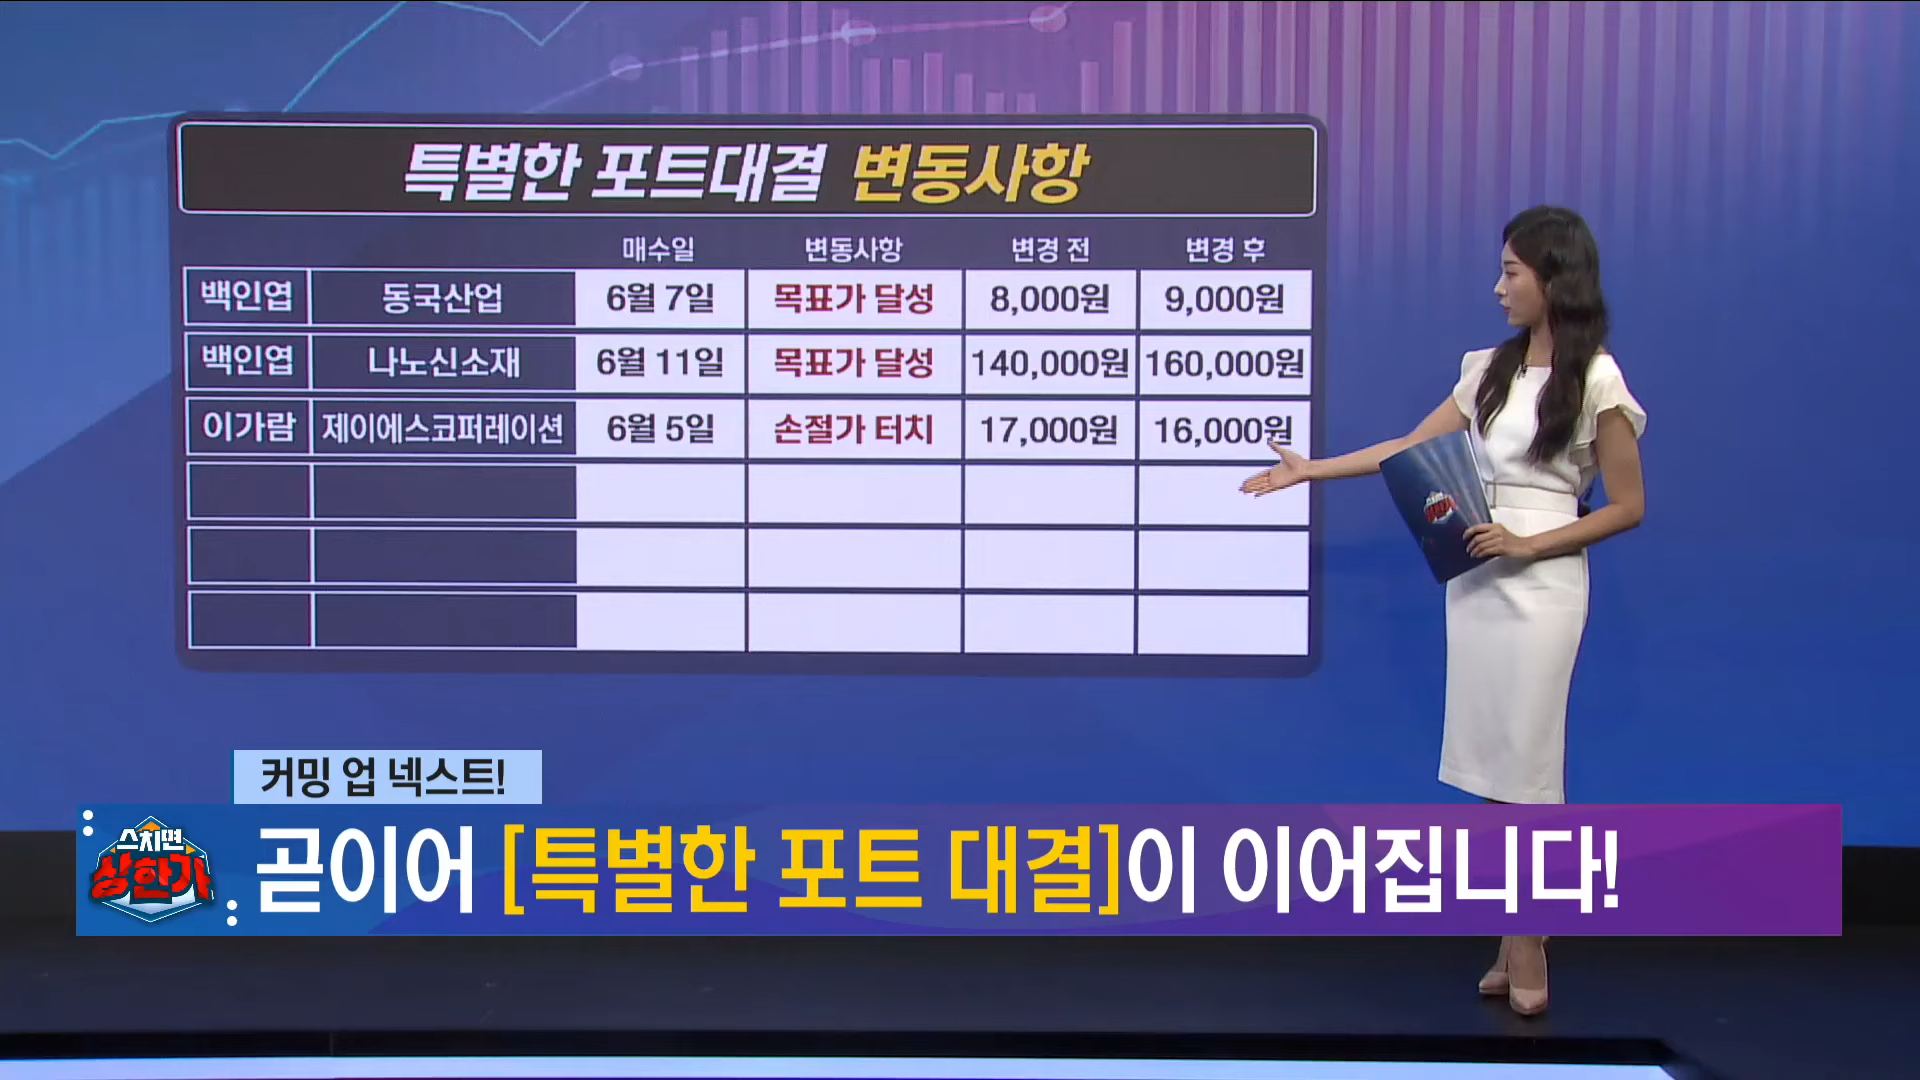 특별한 포트대결 변동사항
매수일 변동사항 변경 전 변경 후
백인엽 동국산업 6월 7일 목표가 달성 8,000원 9,000원
백인엽 나노신소재 6월 11일 목표가 달성 140,000원 160,000원
이가람 제이에스코퍼레이션 6월 5일 손절가 터치 17,000원 16,000원
커밍 업 넥스트!
스치면
상한가
곧이어 [특별한 포트 대결]이 이어집니다!